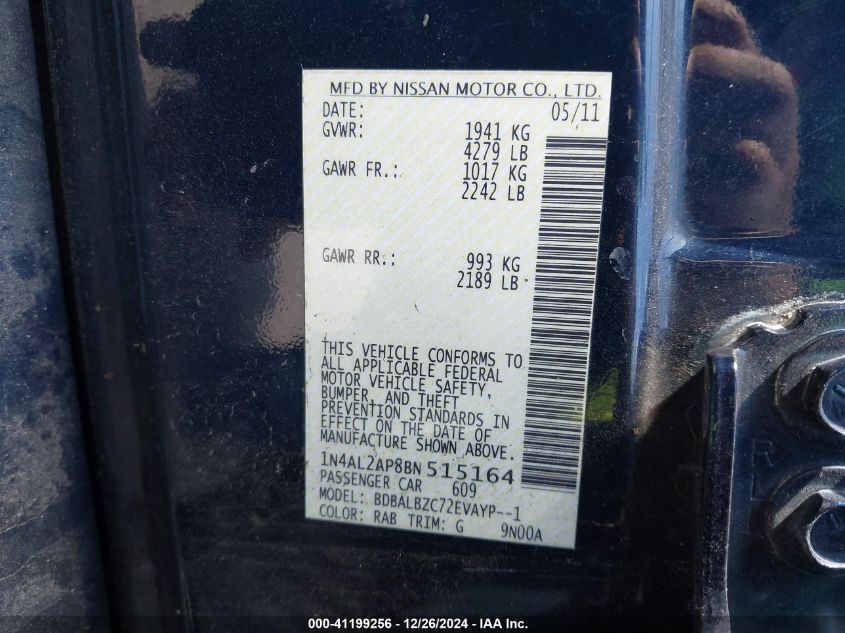 MFD BY NISSAN MOTOR CO., LTD.
DATE: 05/11
GVWR: 1941 KG
4279 LB
GAWR FR.: 1017 KG
2242 LB
GAWR RR.: 993 KG
2189 LB
THIS VEHICLE CONFORMS TO
ALL APPLICABLE FEDERAL
MOTOR VEHICLE SAFETY,
BUMPER, AND THEFT
PREVENTION STANDARDS IN
EFFECT ON THE DATE OF
MANUFACTURE SHOWN ABOVE.
1N4AL2AP8BN515164
PASSENGER CAR 609
MODEL: BDBALBZC72EVAYP--1
COLOR: RAB TRIM: G 9N00A
R
L
000-41199256 - 12/26/2024 - IAA Inc.